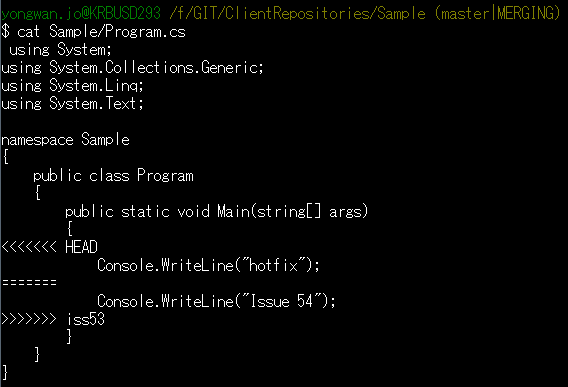 yongwan.jo@KRBUSD293 /f/GIT/ClientRepositories/Sample (master|MERGING)
$ cat Sample/Program.cs
 using System;
using System.Collections.Generic;
using System.Linq;
using System.Text;

namespace Sample
{
    public class Program
    {
        public static void Main(string[] args)
        {
<<<<<<< HEAD
            Console.WriteLine("hotfix");
=======
            Console.WriteLine("Issue 54");
>>>>>>> iss53
        }
    }
}